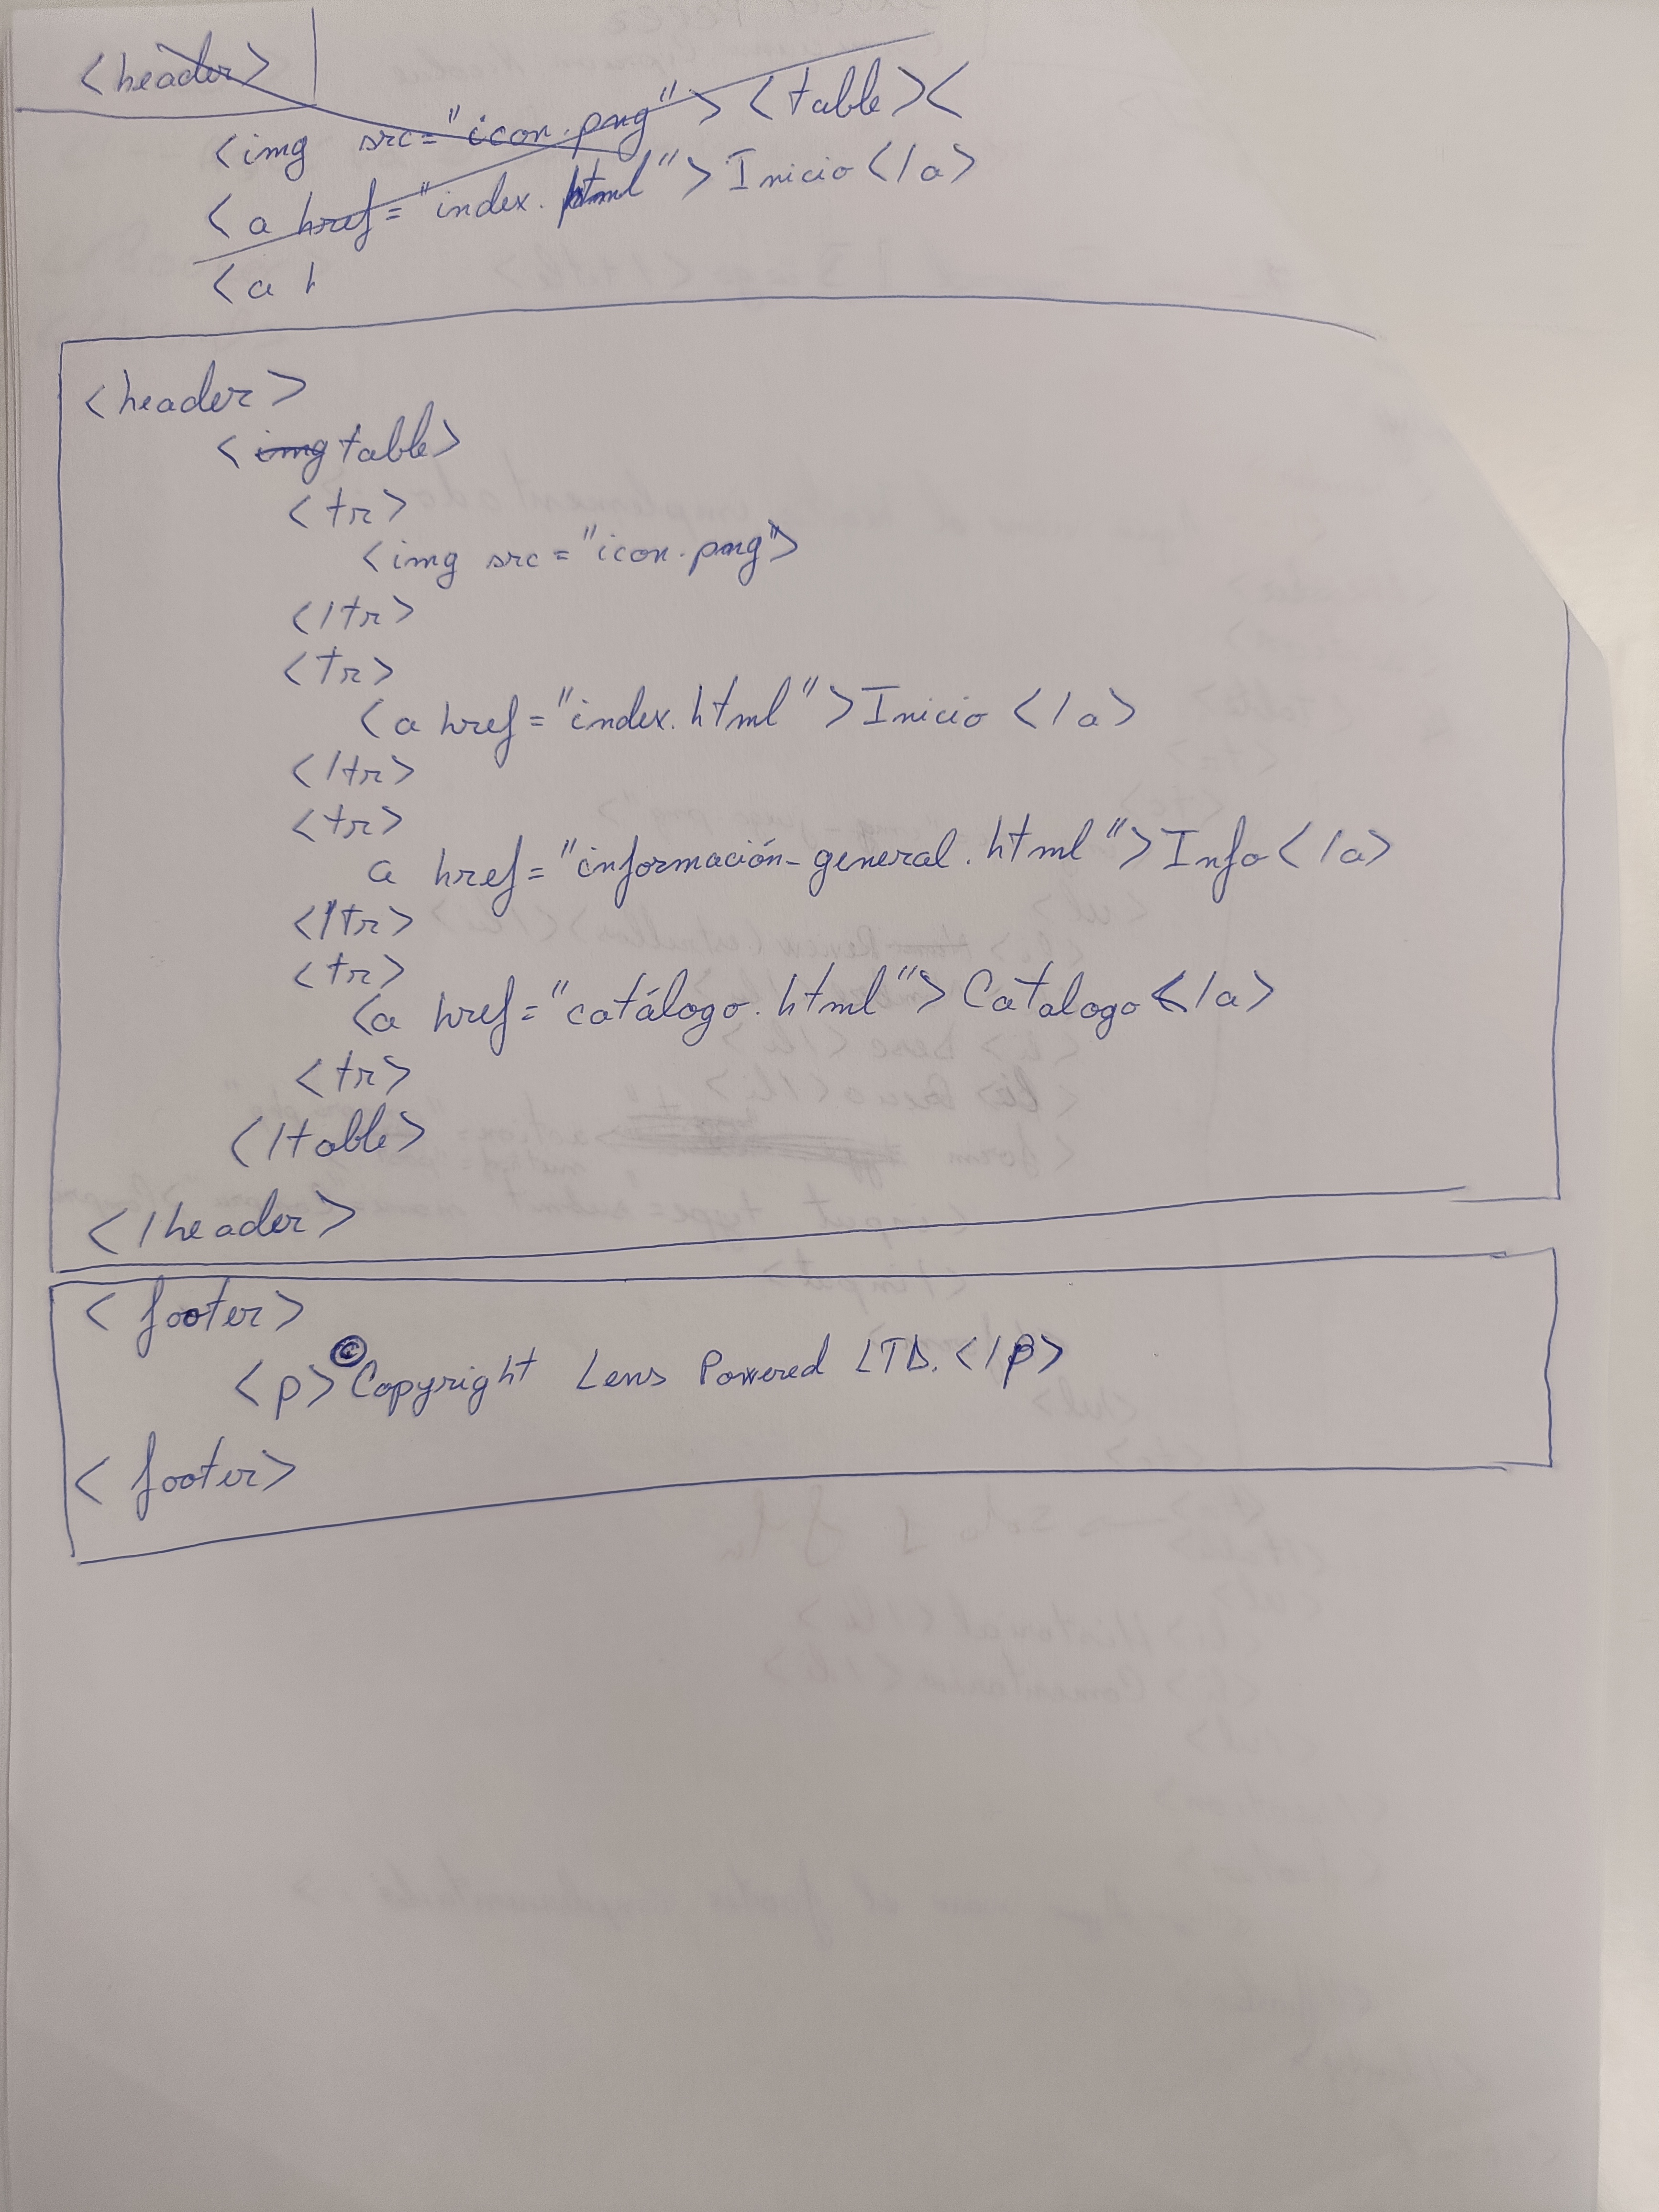 <header>
<img src="icon.png"> <table><
<a href="index.html">Inicio</a>
<a h
<header>
<img table>
<tr>
<img src="icon.png">
</tr>
<tr>
<a href="index.html">Inicio</a>
</tr>
<tr>
a href="información-general.html">Info</a>
</tr>
<tr>
<a href="catálogo.html">Catalogo</a>
<tr>
</table>
</header>
<footer>
<p>©Copyright Lens Powered LTD.</p>
<footer>